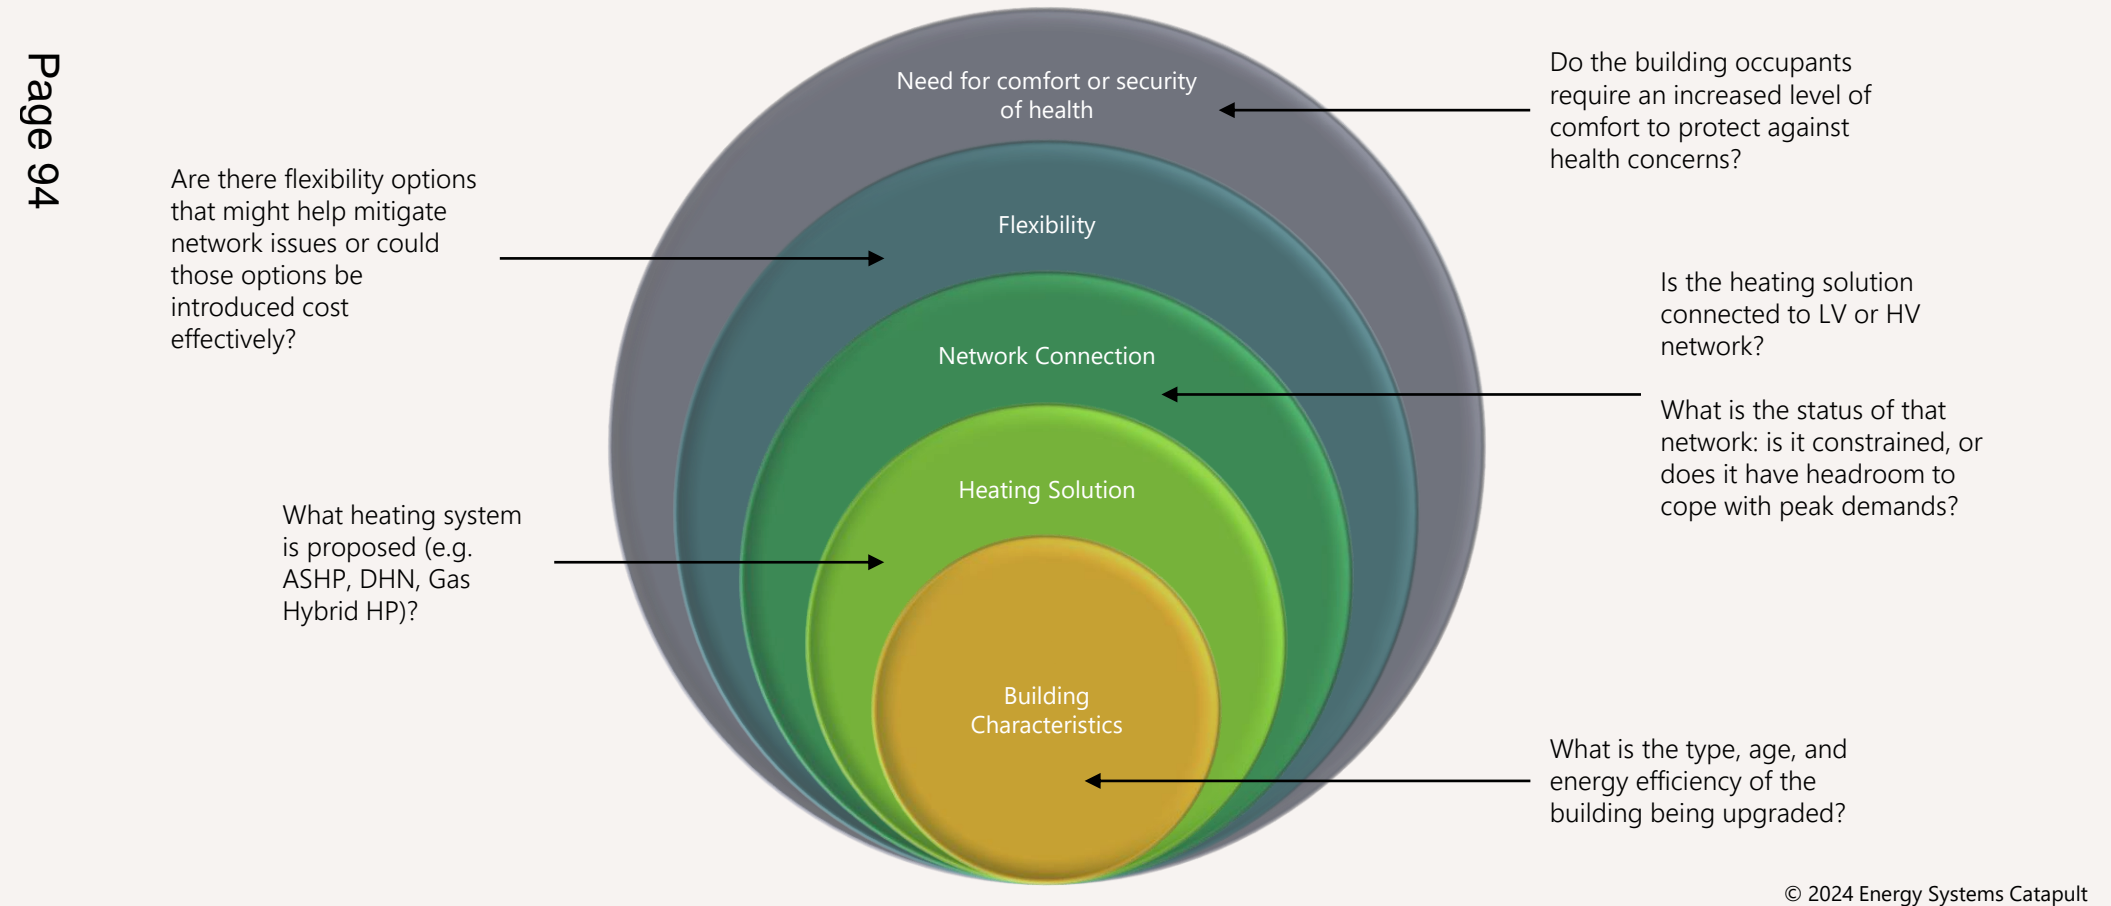 Page 94
Need for comfort or security
of health
Do the building occupants
require an increased level of
comfort to protect against
health concerns?
Are there flexibility options
that might help mitigate
network issues or could
those options be
introduced cost
effectively?
Flexibility
Is the heating solution
connected to LV or HV
network?
What is the status of that
network: is it constrained, or
does it have headroom to
cope with peak demands?
Network Connection
What heating system
is proposed (e.g.
ASHP, DHN, Gas
Hybrid HP)?
Heating Solution
Building
Characteristics
What is the type, age, and
energy efficiency of the
building being upgraded?
© 2024 Energy Systems Catapult